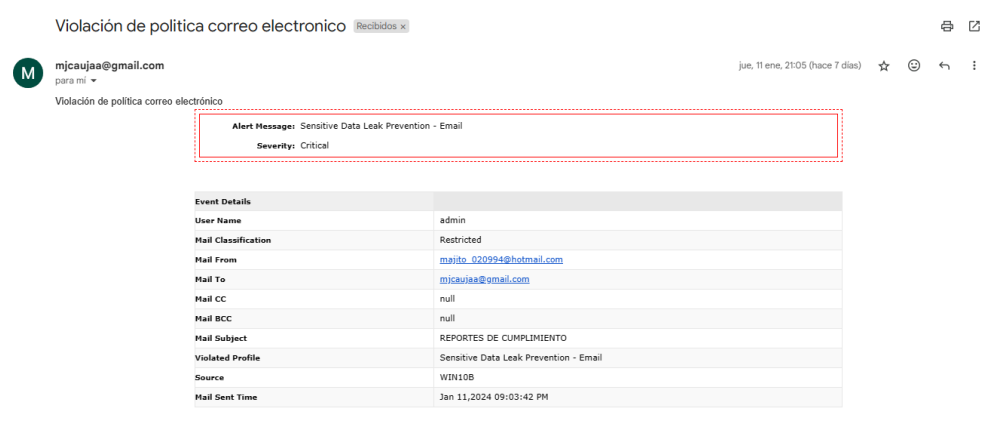 Violación de politica correo electronico Recibidos ×
M
mjcaujaa@gmail.com jue, 11 ene, 21:05 (hace 7 días)
para mí
Violación de política correo electrónico
Alert Message: Sensitive Data Leak Prevention - Email
Severity: Critical
Event Details
User Name admin
Mail Classification Restricted
Mail From majito_020994@hotmail.com
Mail To mjcaujaa@gmail.com
Mail CC null
Mail BCC null
Mail Subject REPORTES DE CUMPLIMIENTO
Violated Profile Sensitive Data Leak Prevention - Email
Source WIN10B
Mail Sent Time Jan 11,2024 09:03:42 PM